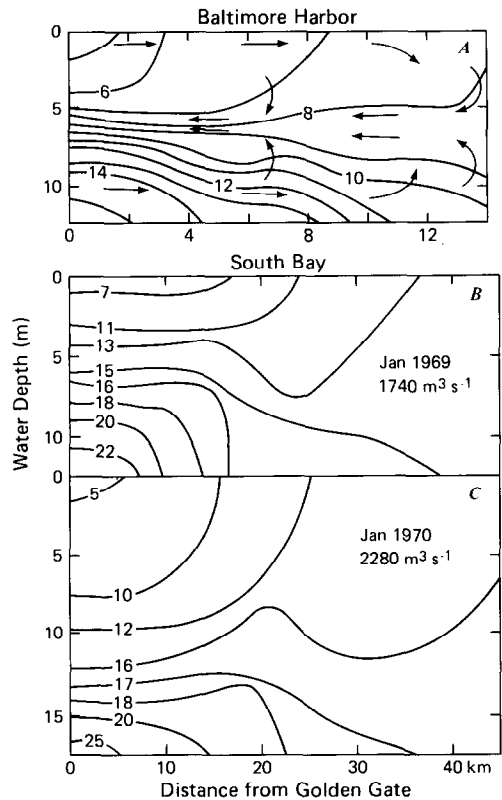 Baltimore Harbor
A
0
5
10
6
8
10
12
14
0 4 8 12
South Bay
B
0
5
10
7
11
13
15
16
18
20
22
Jan 1969
1740 m³ s⁻¹
Water Depth (m)
C
0
5
10
15
5
10
12
16
17
18
20
25
Jan 1970
2280 m³ s⁻¹
0 10 20 30 40 km
Distance from Golden Gate